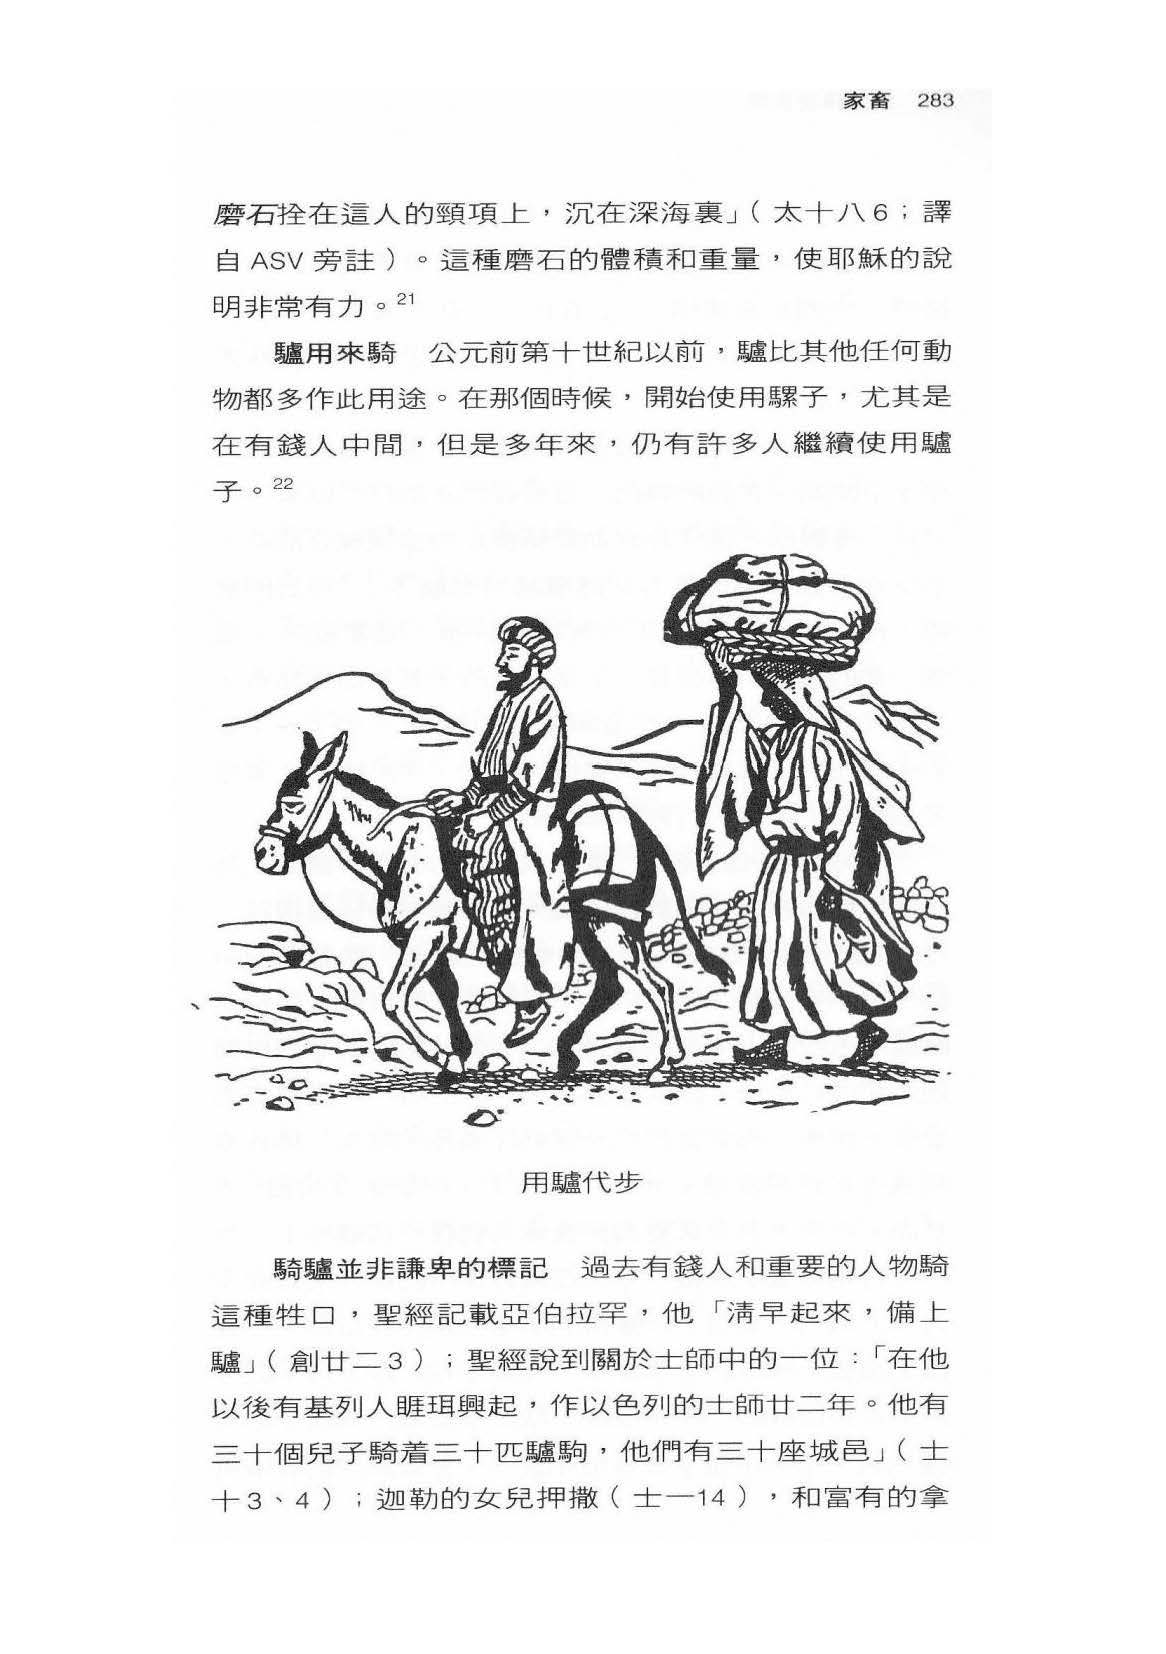 家畜 283
磨石拴在這人的頸項上，沉在深海裏」（太十八6；譯
自 ASV 旁註）。這種磨石的體積和重量，使耶穌的說
明非常有力。21
驢用來騎 公元前第十世紀以前，驢比其他任何動
物都多作此用途。在那個時候，開始使用騾子，尤其是
在有錢人中間，但是多年來，仍有許多人繼續使用驢
子。22
用驢代步
騎驢並非謙卑的標記 過去有錢人和重要的人物騎
這種牲口，聖經記載亞伯拉罕，他「淸早起來，備上
驢」（創廿二3）；聖經說到關於士師中的一位：「在他
以後有基列人睚珥興起，作以色列的士師廿二年。他有
三十個兒子騎着三十匹驢駒，他們有三十座城邑」（士
十3、4）；迦勒的女兒押撒（士一14），和富有的拿